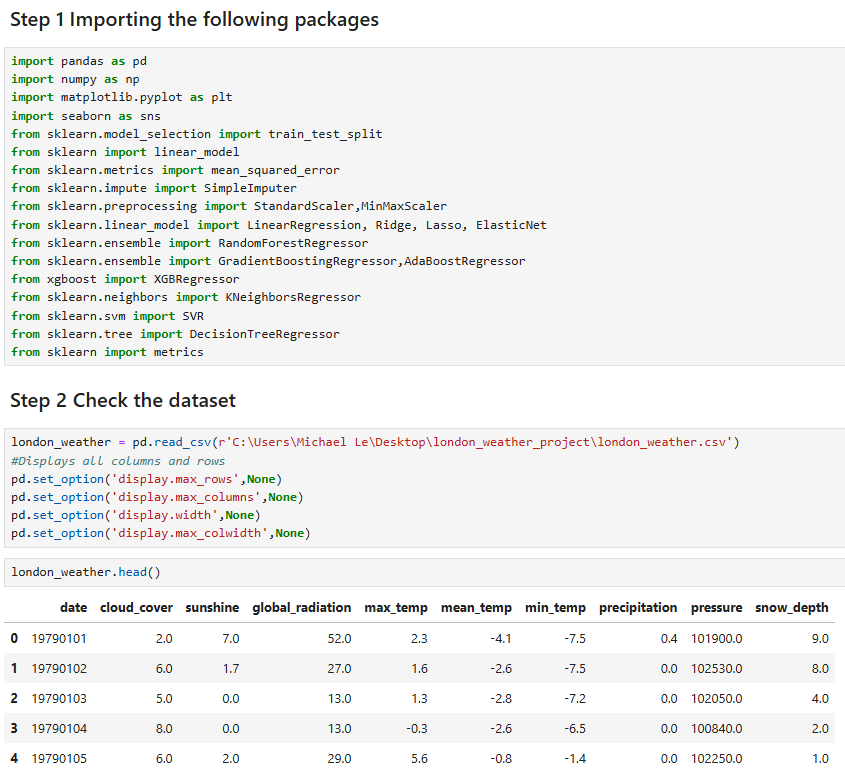 Step 1 Importing the following packages
import pandas as pd
import numpy as np
import matplotlib.pyplot as plt
import seaborn as sns
from sklearn.model_selection import train_test_split
from sklearn import linear_model
from sklearn.metrics import mean_squared_error
from sklearn.impute import SimpleImputer
from sklearn.preprocessing import StandardScaler,MinMaxScaler
from sklearn.linear_model import LinearRegression, Ridge, Lasso, ElasticNet
from sklearn.ensemble import RandomForestRegressor
from sklearn.ensemble import GradientBoostingRegressor,AdaBoostRegressor
from xgboost import XGBRegressor
from sklearn.neighbors import KNeighborsRegressor
from sklearn.svm import SVR
from sklearn.tree import DecisionTreeRegressor
from sklearn import metrics
Step 2 Check the dataset
london_weather = pd.read_csv(r'C:\Users\Michael Le\Desktop\london_weather_project\london_weather.csv')
#Displays all columns and rows
pd.set_option('display.max_rows',None)
pd.set_option('display.max_columns',None)
pd.set_option('display.width',None)
pd.set_option('display.max_colwidth',None)
london_weather.head()
date cloud_cover sunshine global_radiation max_temp mean_temp min_temp precipitation pressure snow_depth
0 19790101 2.0 7.0 52.0 2.3 -4.1 -7.5 0.4 101900.0 9.0
1 19790102 6.0 1.7 27.0 1.6 -2.6 -7.5 0.0 102530.0 8.0
2 19790103 5.0 0.0 13.0 1.3 -2.8 -7.2 0.0 102050.0 4.0
3 19790104 8.0 0.0 13.0 -0.3 -2.6 -6.5 0.0 100840.0 2.0
4 19790105 6.0 2.0 29.0 5.6 -0.8 -1.4 0.0 102250.0 1.0